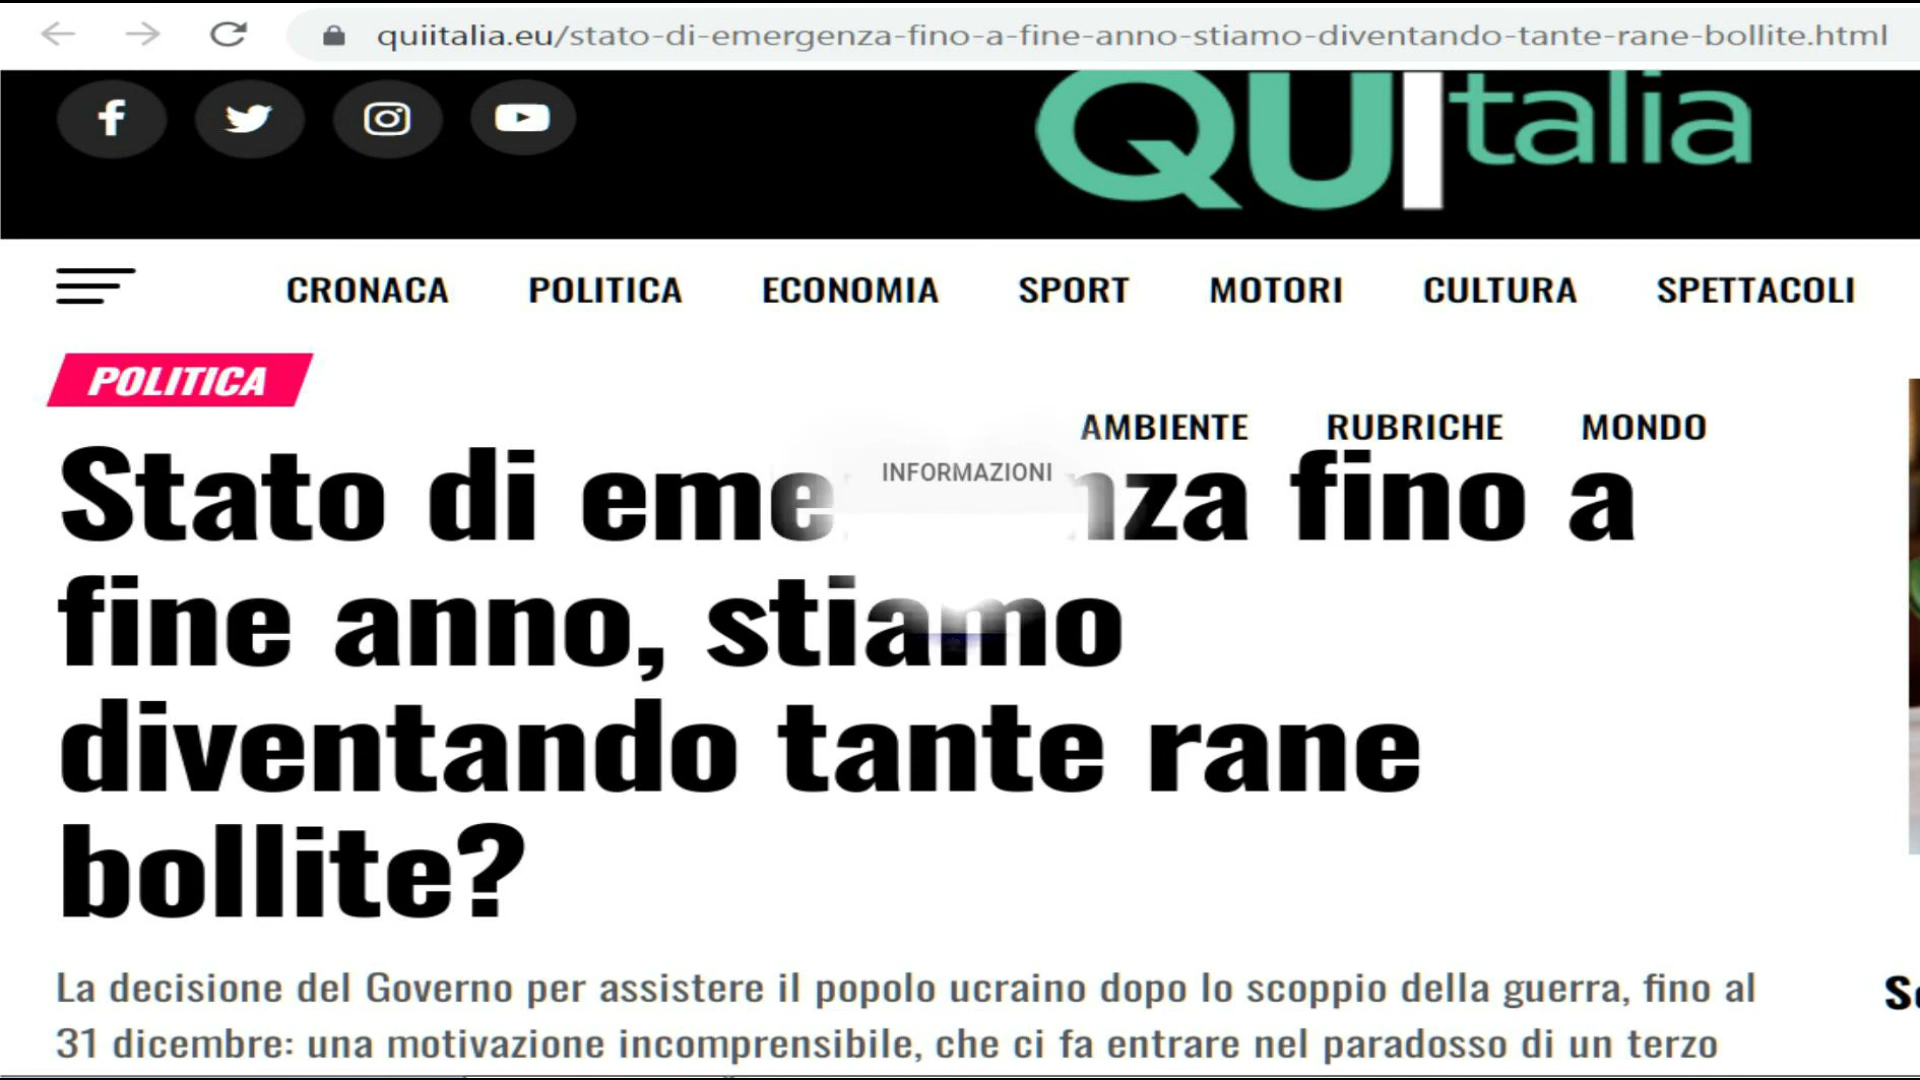 quiitalia.eu/stato-di-emergenza-fino-a-fine-anno-stiamo-diventando-tante-rane-bollite.html
QUItalia
CRONACA POLITICA ECONOMIA SPORT MOTORI CULTURA SPETTACOLI
POLITICA
AMBIENTE RUBRICHE MONDO
INFORMAZIONI
Stato di fino a
fine anno, stiamo
diventando tante rane
bollite?
La decisione del Governo per assistere il popolo ucraino dopo lo scoppio della guerra, fino al
31 dicembre: una motivazione incomprensibile, che ci fa entrare nel paradosso di un terzo